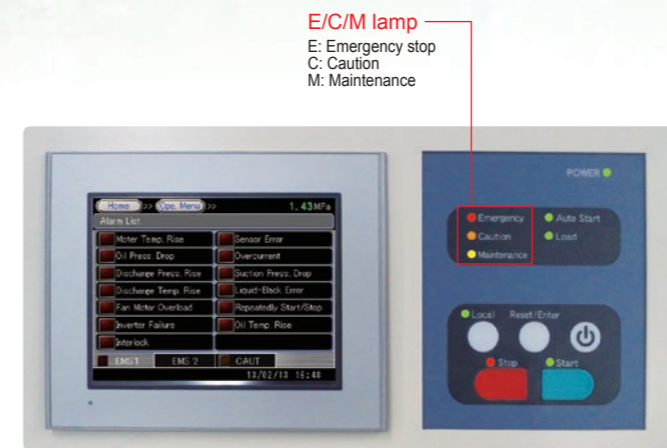 E/C/M lamp
E: Emergency stop
C: Caution
M: Maintenance
POWER
Home >> Ope. Menu >> 1.43MPa
Alarm List
Motor Temp. Rise Sensor Error
Oil Press. Drop Overcurrent
Discharge Press. Rise Suction Press. Drop
Discharge Temp. Rise Liquid-Back Error
Fan Motor Overload Repeatedly Start/Stop
Inverter Failure Oil Temp. Rise
Interlock
EMS1 EMS2 CAUT
13/02/13 16:48
Emergency Auto Start
Caution Load
Maintenance
Local Reset/Enter
Stop Start